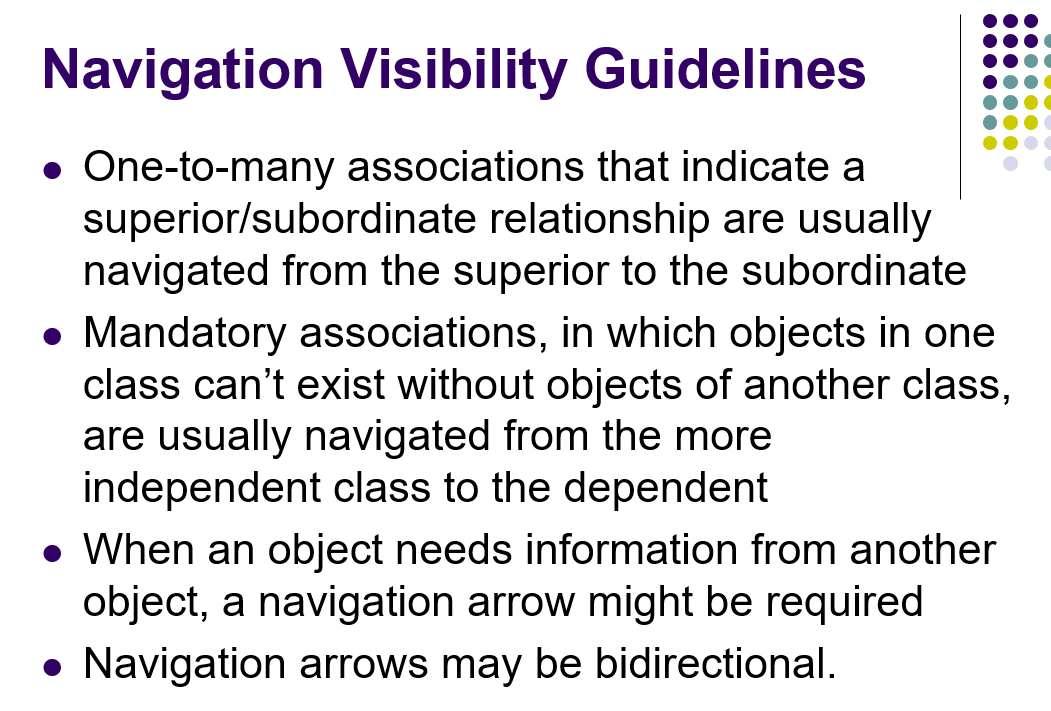 Navigation Visibility Guidelines
One-to-many associations that indicate a
superior/subordinate relationship are usually
navigated from the superior to the subordinate
Mandatory associations, in which objects in one
class can’t exist without objects of another class,
are usually navigated from the more
independent class to the dependent
When an object needs information from another
object, a navigation arrow might be required
Navigation arrows may be bidirectional.